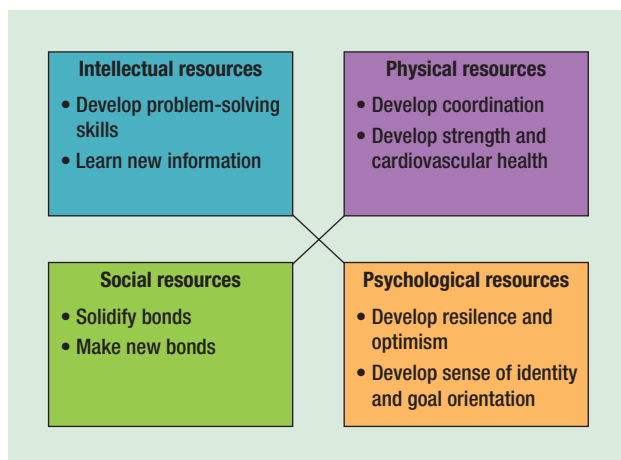 Intellectual resources
• Develop problem-solving
skills
• Learn new information
Physical resources
• Develop coordination
• Develop strength and
cardiovascular health
Social resources
• Solidify bonds
• Make new bonds
Psychological resources
• Develop resilence and
optimism
• Develop sense of identity
and goal orientation